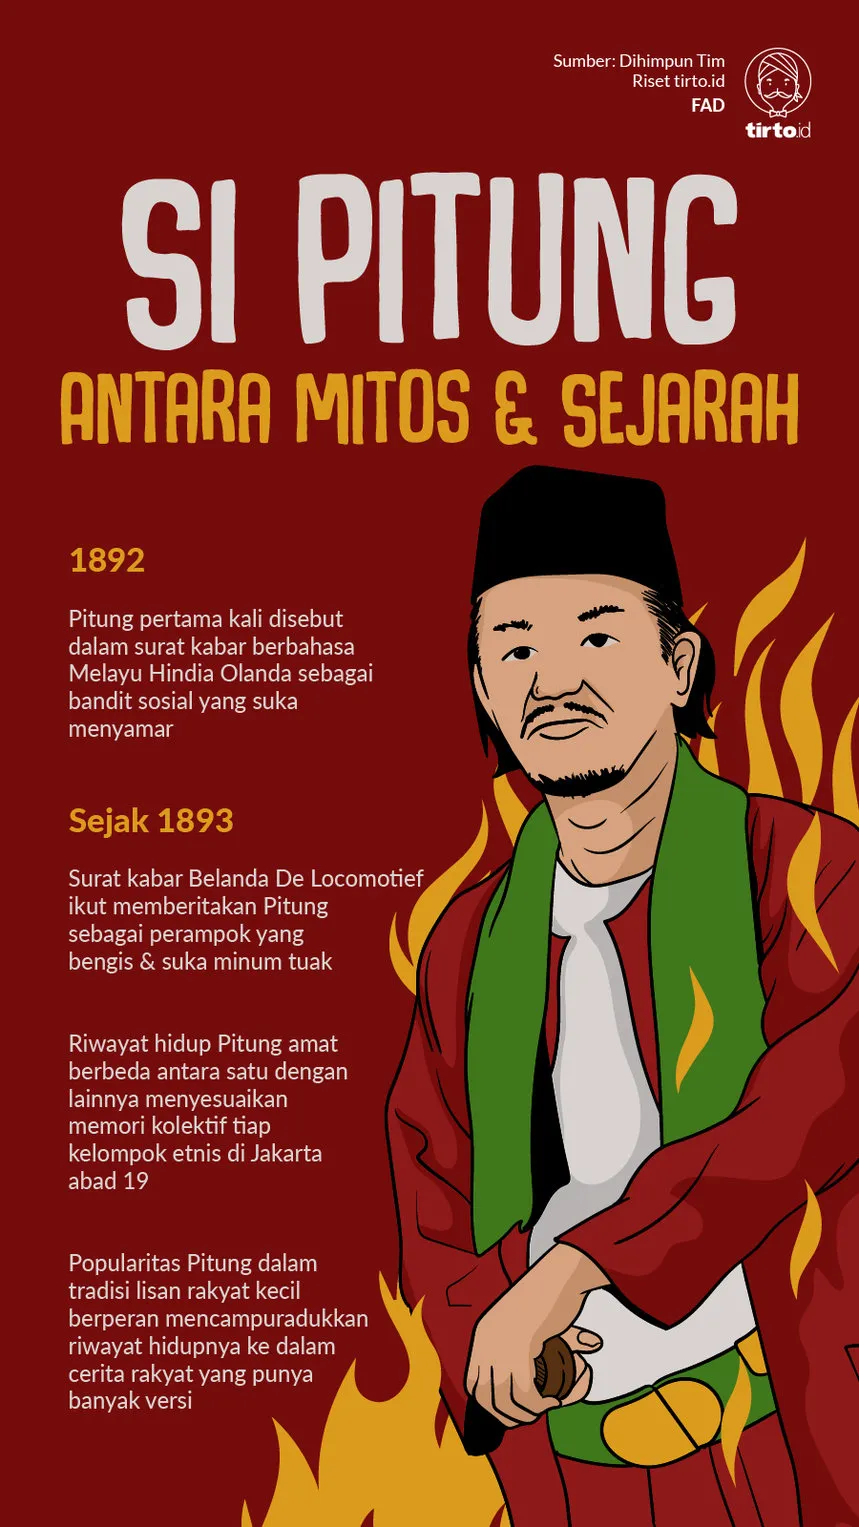 Sumber: Dihimpun Tim
Riset tirto.id
FAD
tirto.id
SI PITUNG
ANTARA MITOS & SEJARAH
1892
Pitung pertama kali disebut
dalam surat kabar berbahasa
Melayu Hindia Olanda sebagai
bandit sosial yang suka
menyamar
Sejak 1893
Surat kabar Belanda De Locomotief
ikut memberitakan Pitung
sebagai perampok yang
bengis & suka minum tuak
Riwayat hidup Pitung amat
berbeda antara satu dengan
lainnya menyesuaikan
memori kolektif tiap
kelompok etnis di Jakarta
abad 19
Popularitas Pitung dalam
tradisi lisan rakyat kecil
berperan mencampuradukkan
riwayat hidupnya ke dalam
cerita rakyat yang punya
banyak versi